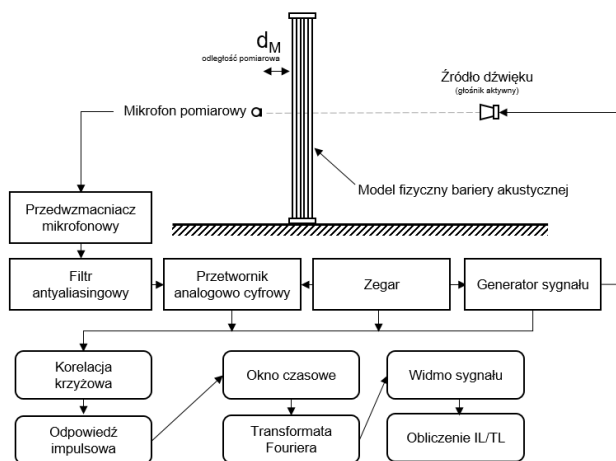 d_M
odległość pomiarowa
Źródło dźwięku
(głośnik aktywny)
Mikrofon pomiarowy
Model fizyczny bariery akustycznej
Przedwzmacniacz
mikrofonowy
Filtr
antyaliasingowy
Przetwornik
analogowo cyfrowy
Zegar
Generator sygnału
Korelacja
krzyżowa
Okno czasowe
Widmo sygnału
Odpowiedź
impulsowa
Transformata
Fouriera
Obliczenie IL/TL